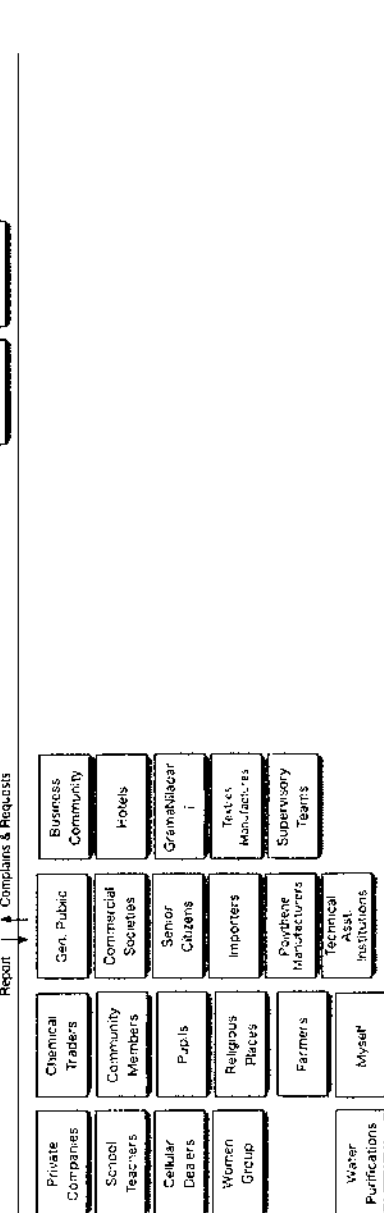 Report
Complains & Requests
Private
Companies
Chemical
Traders
Gen. Public
Business
Community
School
Teachers
Community
Members
Commercial
Societies
Hotels
Cellular
Dealers
Pupils
Senior
Citizens
GramaNiladar
i
Women
Group
Religious
Places
Importers
Textiles
Manufactures
Farmers
Polythene
Manufacturers
Supervisory
Teams
Water
Purifications
Myself
Technical
Asst.
Institutions